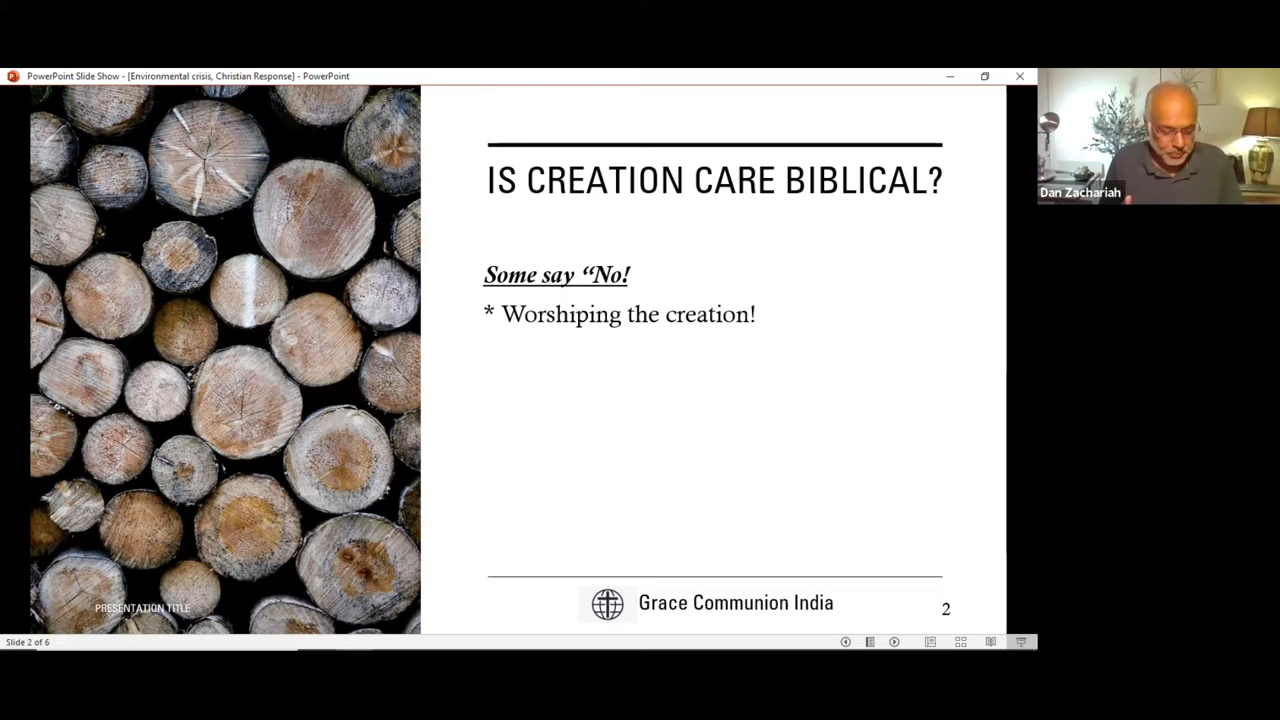 PowerPoint Slide Show - [Environmental crisis, Christian Response] - PowerPoint
Dan Zachariah
IS CREATION CARE BIBLICAL?
Some say “No!
* Worshiping the creation!
PRESENTATION TITLE
Grace Communion India
2
Slide 2 of 6